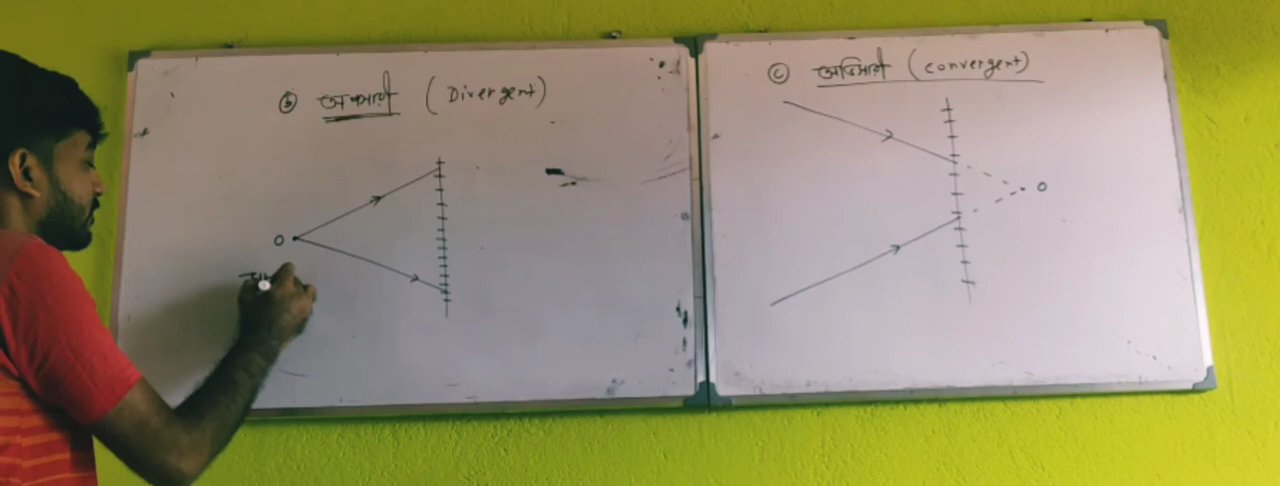 ⓑ অপসারী (Divergent)
O
ⓒ অভিসারী (convergent)
O